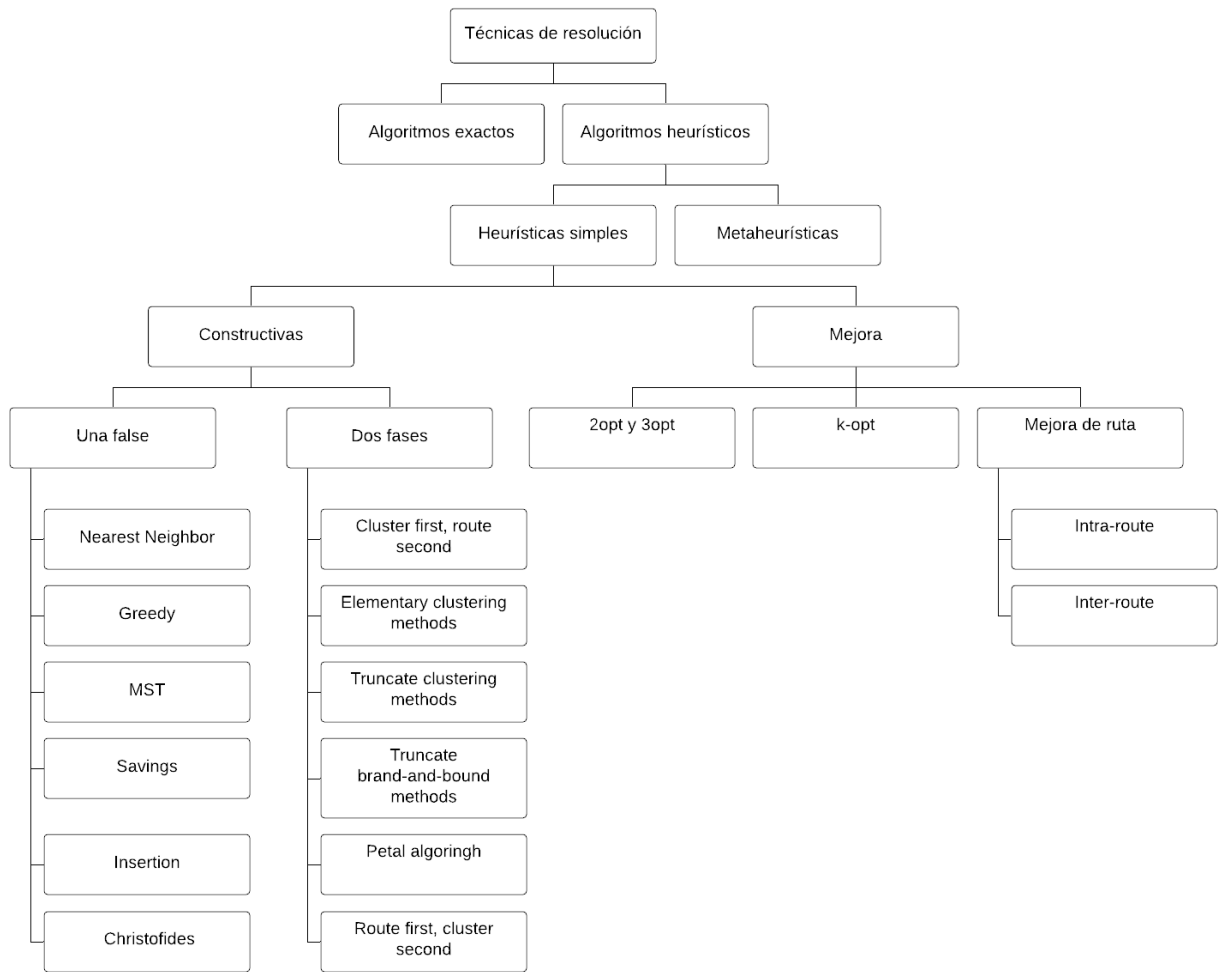 Técnicas de resolución
Algoritmos exactos
Algoritmos heurísticos
Heurísticas simples
Metaheurísticas
Constructivas
Mejora
Una false
Dos fases
2opt y 3opt
k-opt
Mejora de ruta
Nearest Neighbor
Cluster first, route
second
Intra-route
Greedy
Elementary clustering
methods
Inter-route
MST
Truncate clustering
methods
Savings
Truncate
brand-and-bound
methods
Insertion
Petal algoringh
Christofides
Route first, cluster
second